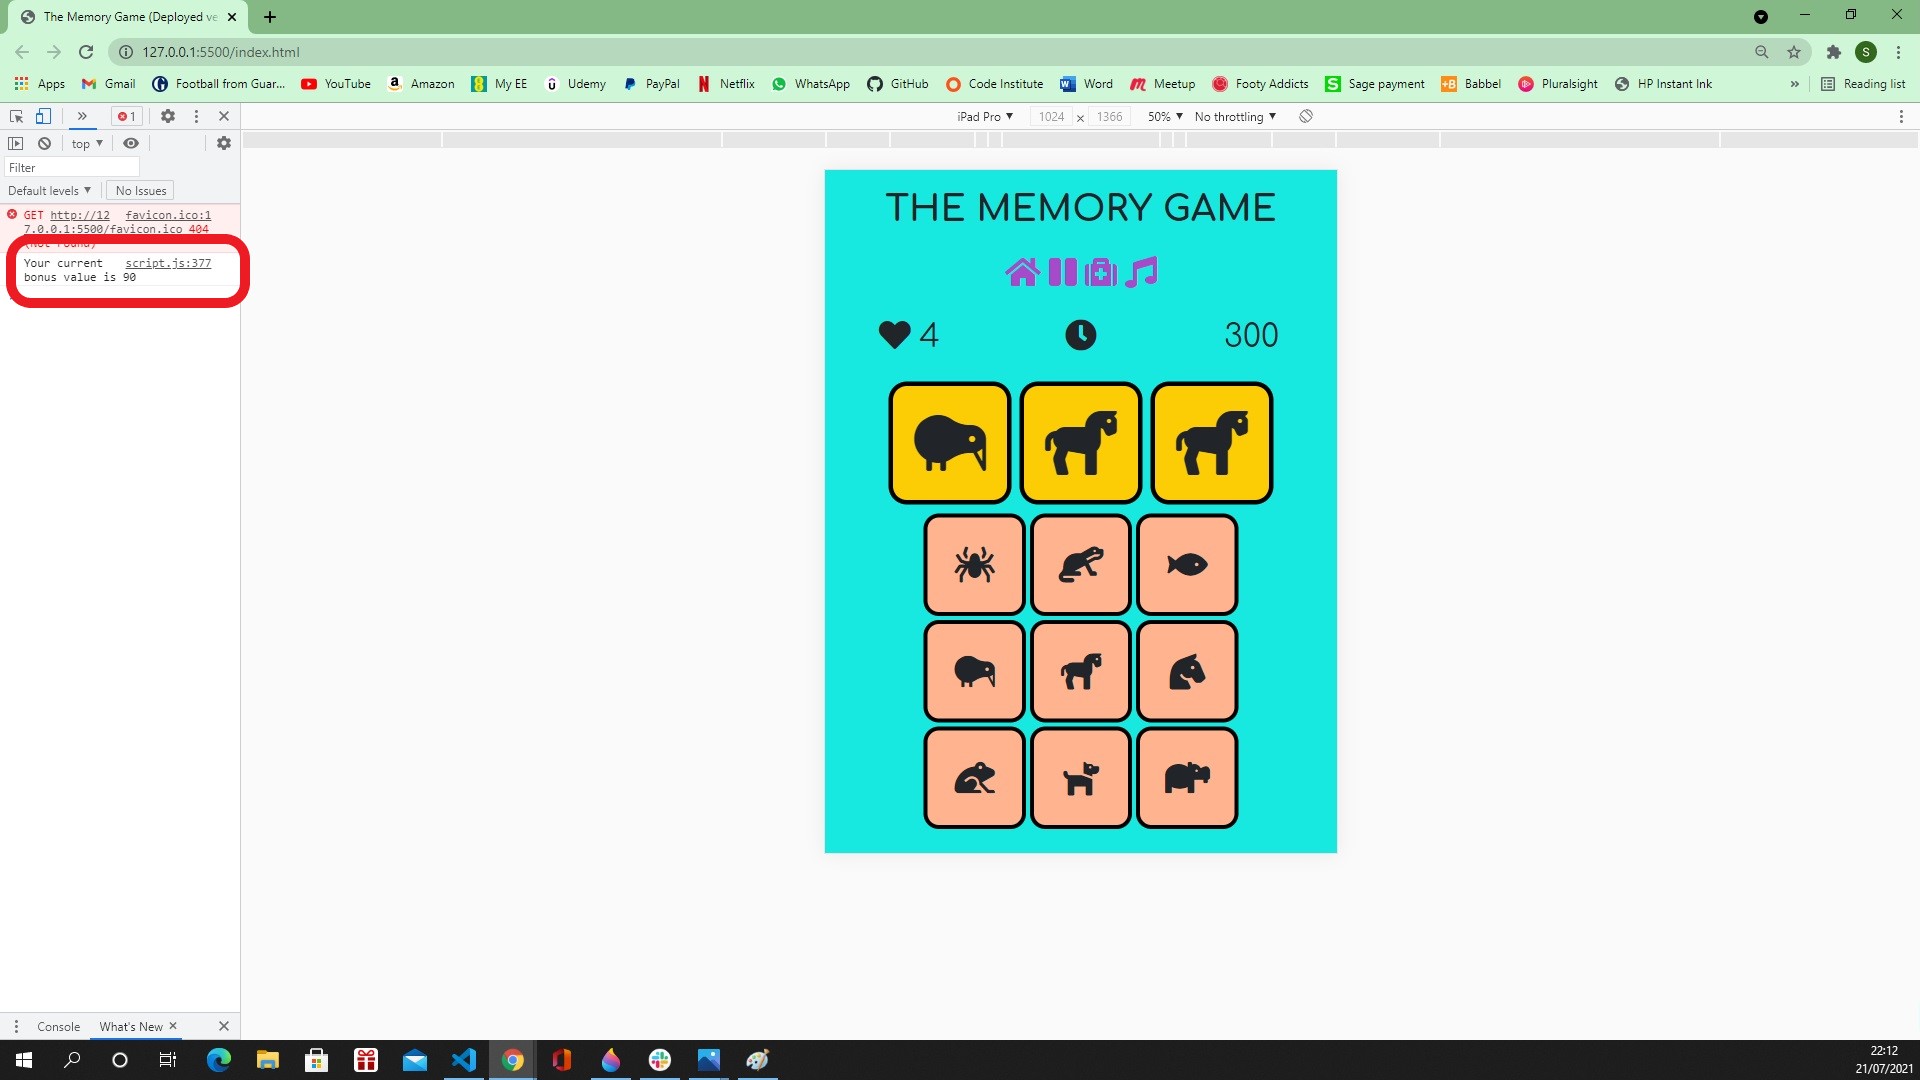 The Memory Game (Deployed ve
127.0.0.1:5500/index.html
S
Apps Gmail Football from Guar... YouTube Amazon My EE Udemy PayPal Netflix WhatsApp GitHub Code Institute Word Meetup Footy Addicts Sage payment Babbel Pluralsight HP Instant Ink » Reading list
1
iPad Pro 1024 x 1366 50% No throttling
top
Filter
Default levels No Issues
GET http://12 favicon.ico:1
7.0.0.1:5500/favicon.ico 404
(Not Found)
Your current script.js:377
bonus value is 90
THE MEMORY GAME
4 300
Console What's New
22:12
21/07/2021